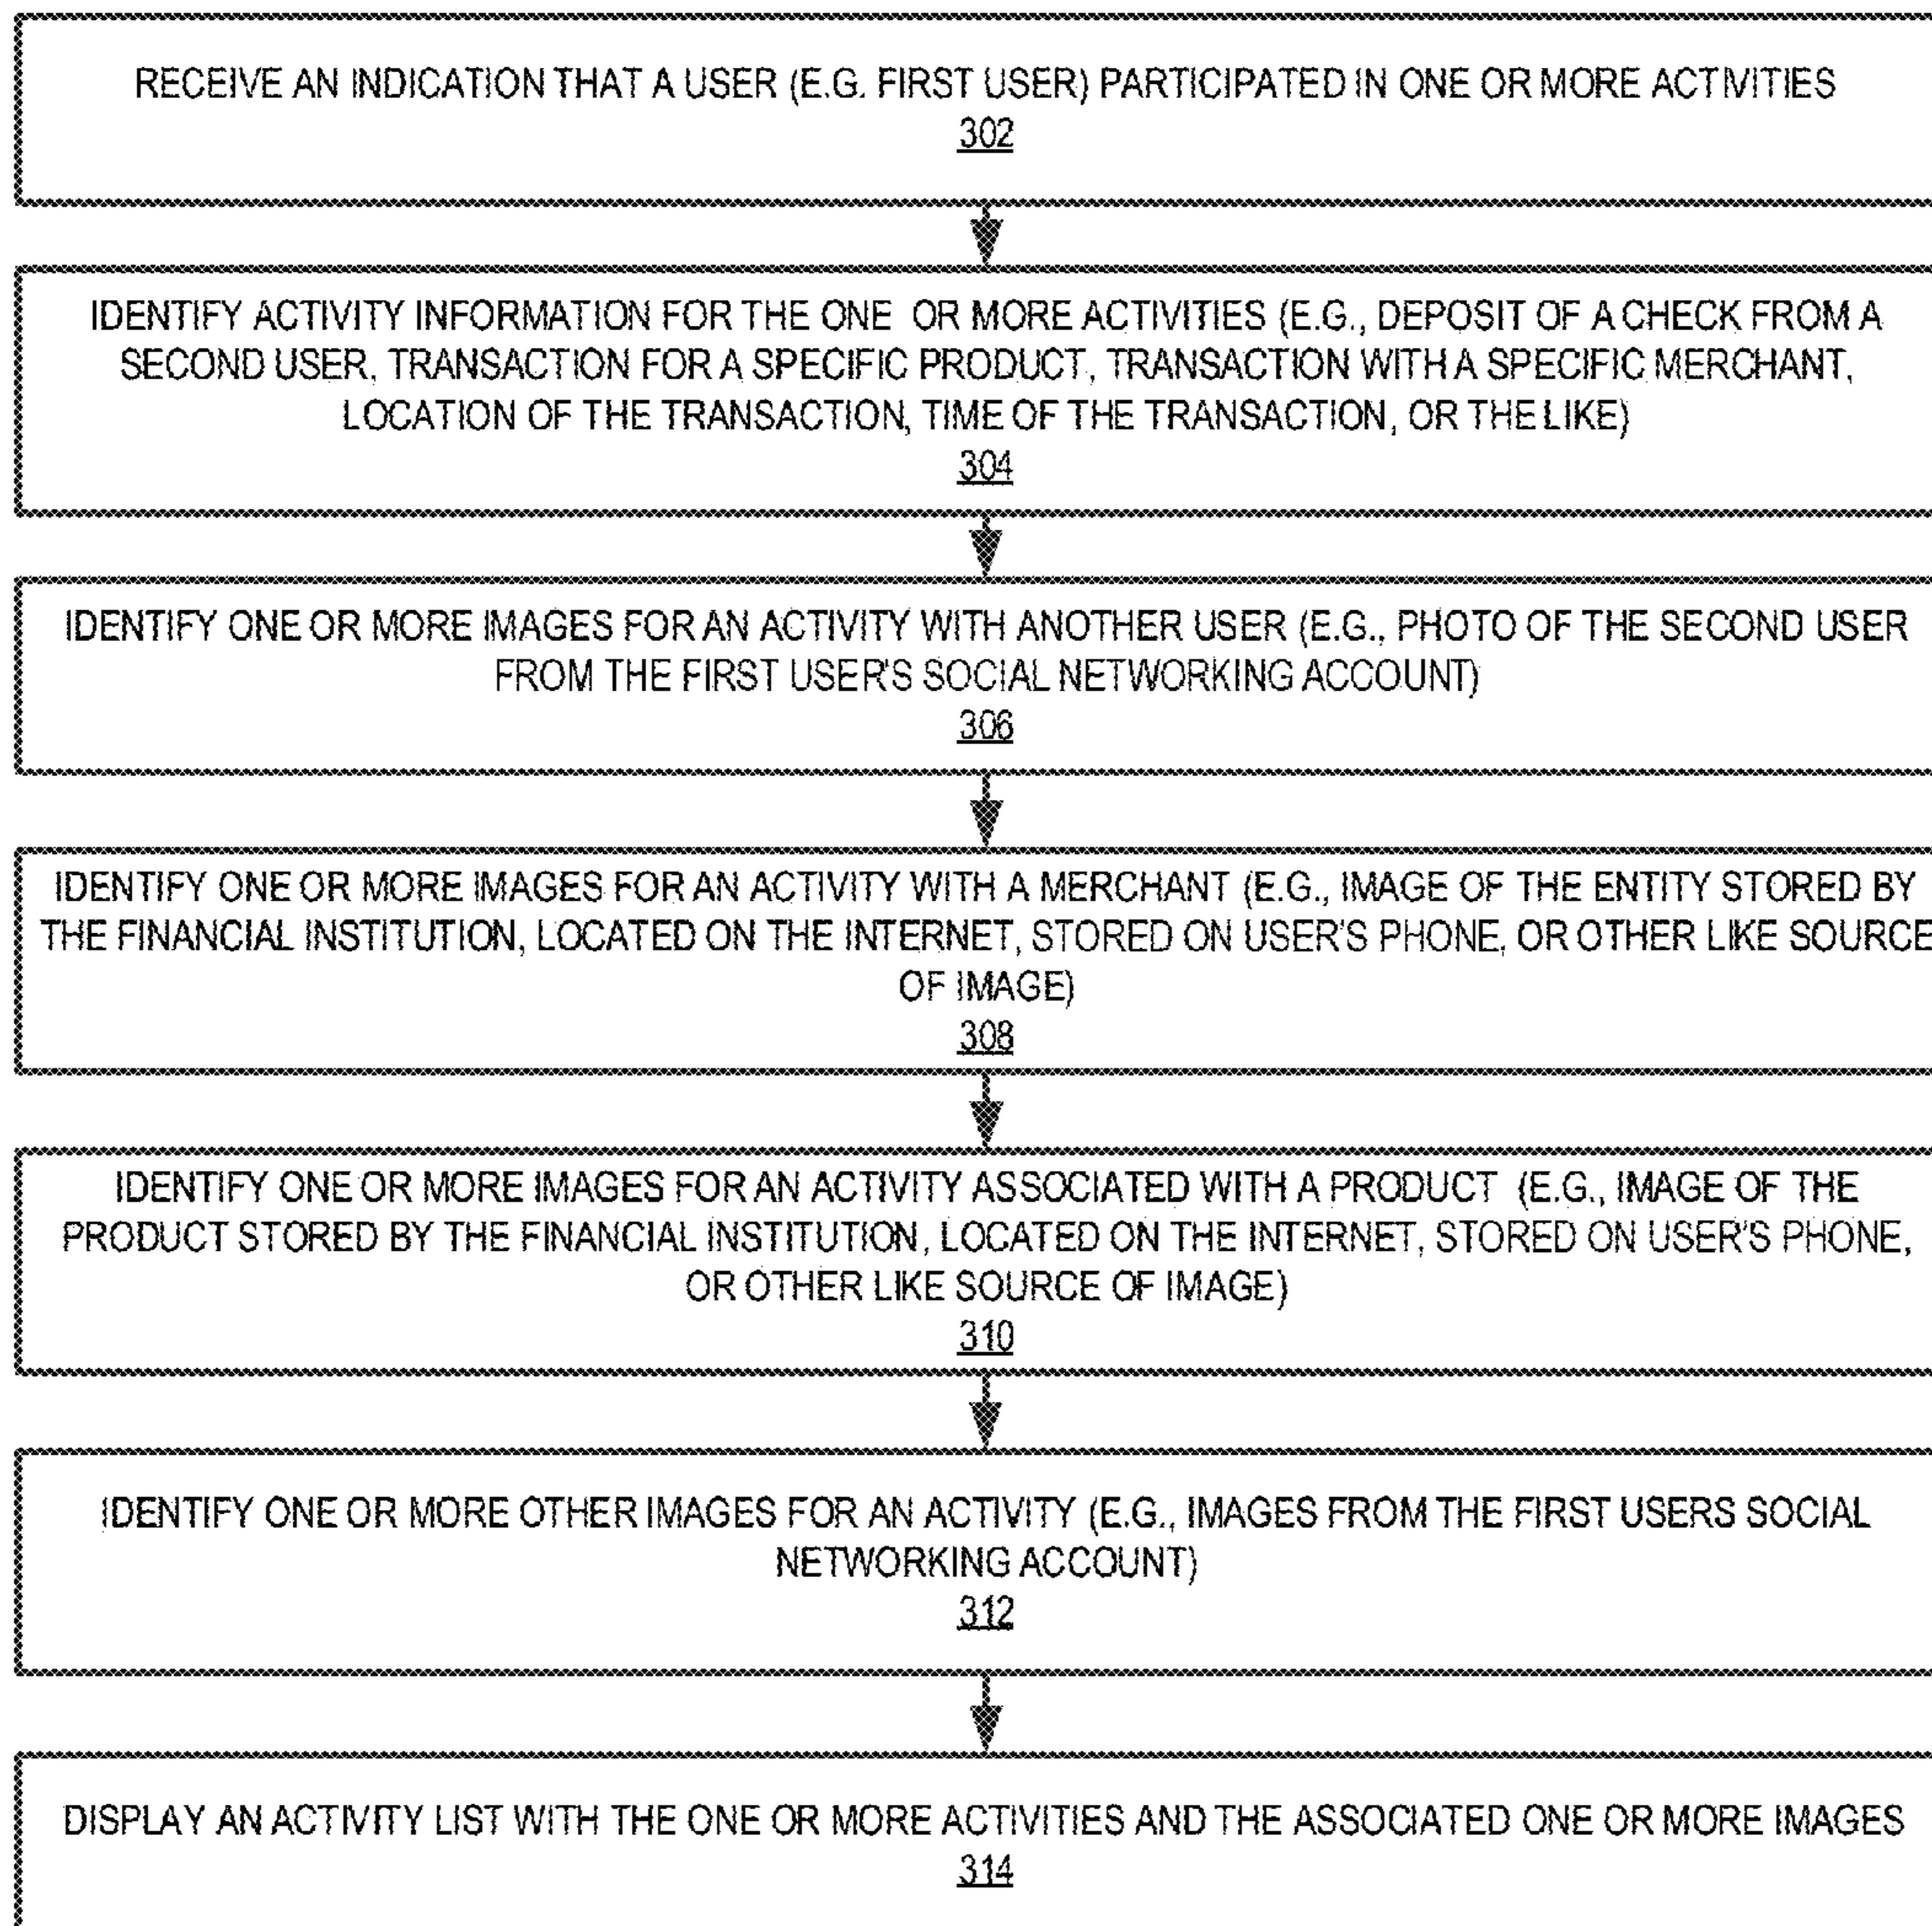 RECEIVE AN INDICATION THAT A USER (E.G. FIRST USER) PARTICIPATED IN ONE OR MORE ACTIVITIES
302
IDENTIFY ACTIVITY INFORMATION FOR THE ONE OR MORE ACTIVITIES (E.G., DEPOSIT OF A CHECK FROM A
SECOND USER, TRANSACTION FOR A SPECIFIC PRODUCT, TRANSACTION WITH A SPECIFIC MERCHANT,
LOCATION OF THE TRANSACTION, TIME OF THE TRANSACTION, OR THE LIKE)
304
IDENTIFY ONE OR MORE IMAGES FOR AN ACTIVITY WITH ANOTHER USER (E.G., PHOTO OF THE SECOND USER
FROM THE FIRST USER'S SOCIAL NETWORKING ACCOUNT)
306
IDENTIFY ONE OR MORE IMAGES FOR AN ACTIVITY WITH A MERCHANT (E.G., IMAGE OF THE ENTITY STORED BY
THE FINANCIAL INSTITUTION, LOCATED ON THE INTERNET, STORED ON USER'S PHONE, OR OTHER LIKE SOURCE
OF IMAGE)
308
IDENTIFY ONE OR MORE IMAGES FOR AN ACTIVITY ASSOCIATED WITH A PRODUCT (E.G., IMAGE OF THE
PRODUCT STORED BY THE FINANCIAL INSTITUTION, LOCATED ON THE INTERNET, STORED ON USER'S PHONE,
OR OTHER LIKE SOURCE OF IMAGE)
310
IDENTIFY ONE OR MORE OTHER IMAGES FOR AN ACTIVITY (E.G., IMAGES FROM THE FIRST USERS SOCIAL
NETWORKING ACCOUNT)
312
DISPLAY AN ACTIVITY LIST WITH THE ONE OR MORE ACTIVITIES AND THE ASSOCIATED ONE OR MORE IMAGES
314